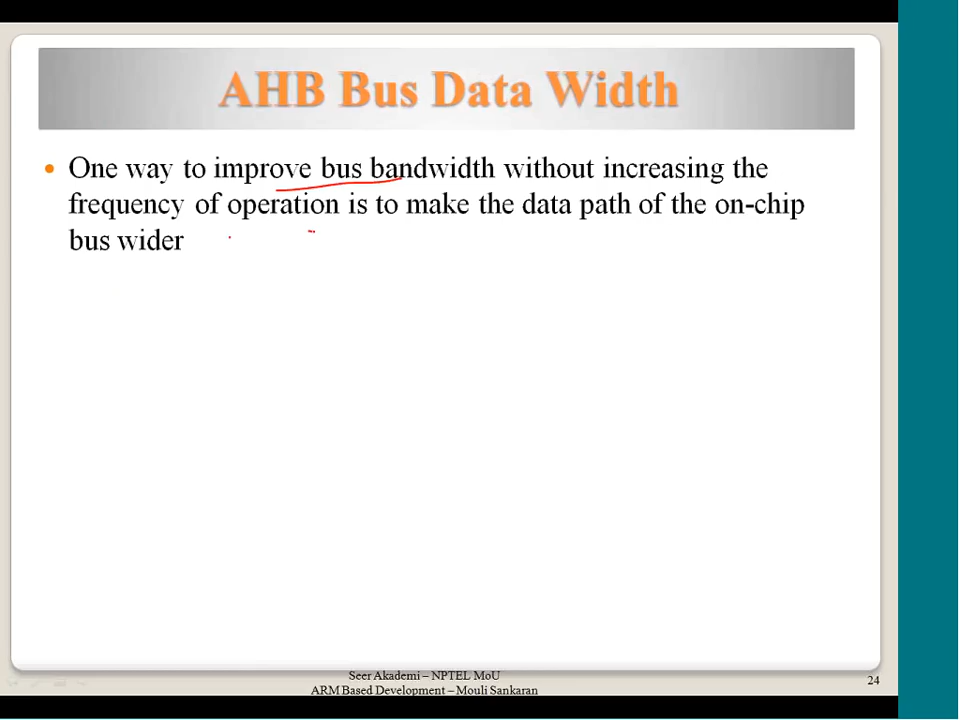 AHB Bus Data Width
• One way to improve bus bandwidth without increasing the
frequency of operation is to make the data path of the on-chip
bus wider
Seer Akademi – NPTEL MoU
ARM Based Development – Mouli Sankaran
24